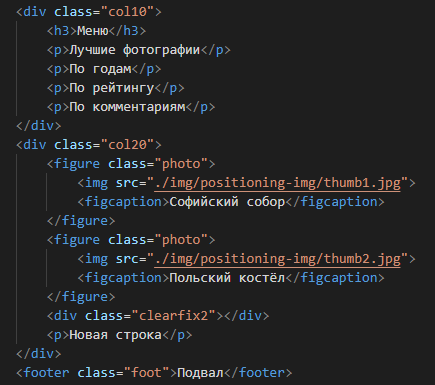 <div class="col10">
    <h3>Меню</h3>
    <p>Лучшие фотографии</p>
    <p>По годам</p>
    <p>По рейтингу</p>
    <p>По комментариям</p>
</div>
<div class="col20">
    <figure class="photo">
        <img src="./img/positioning-img/thumb1.jpg">
        <figcaption>Софийский собор</figcaption>
    </figure>
    <figure class="photo">
        <img src="./img/positioning-img/thumb2.jpg">
        <figcaption>Польский костёл</figcaption>
    </figure>
    <div class="clearfix2"></div>
    <p>Новая строка</p>
</div>
<footer class="foot">Подвал</footer>